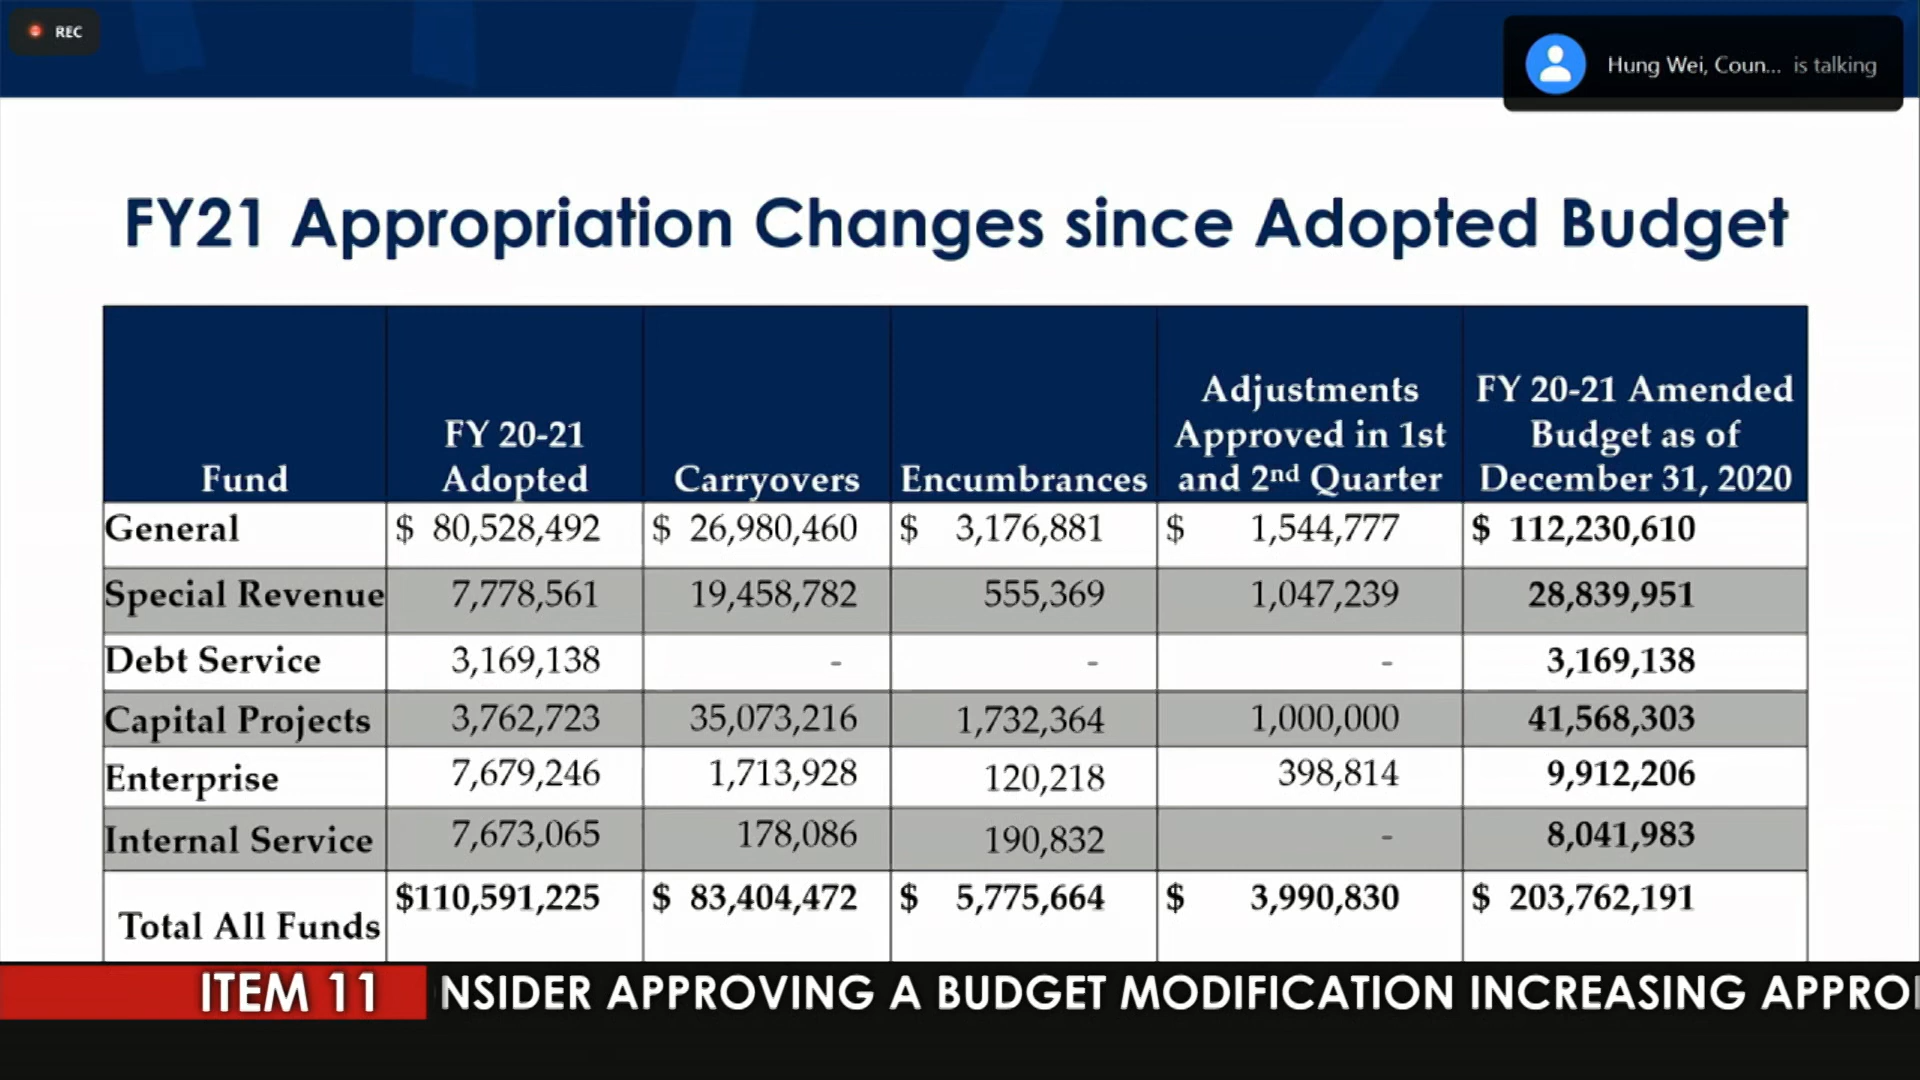 REC
Hung Wei, Coun... is talking
FY21 Appropriation Changes since Adopted Budget
Fund
FY 20-21
Adopted
Carryovers
Encumbrances
Adjustments
Approved in 1st
and 2nd Quarter
FY 20-21 Amended
Budget as of
December 31, 2020
General $ 80,528,492 $ 26,980,460 $ 3,176,881 $ 1,544,777 $ 112,230,610
Special Revenue 7,778,561 19,458,782 555,369 1,047,239 28,839,951
Debt Service 3,169,138 - - - 3,169,138
Capital Projects 3,762,723 35,073,216 1,732,364 1,000,000 41,568,303
Enterprise 7,679,246 1,713,928 120,218 398,814 9,912,206
Internal Service 7,673,065 178,086 190,832 - 8,041,983
Total All Funds $110,591,225 $ 83,404,472 $ 5,775,664 $ 3,990,830 $ 203,762,191
ITEM 11 NSIDER APPROVING A BUDGET MODIFICATION INCREASING APPRO